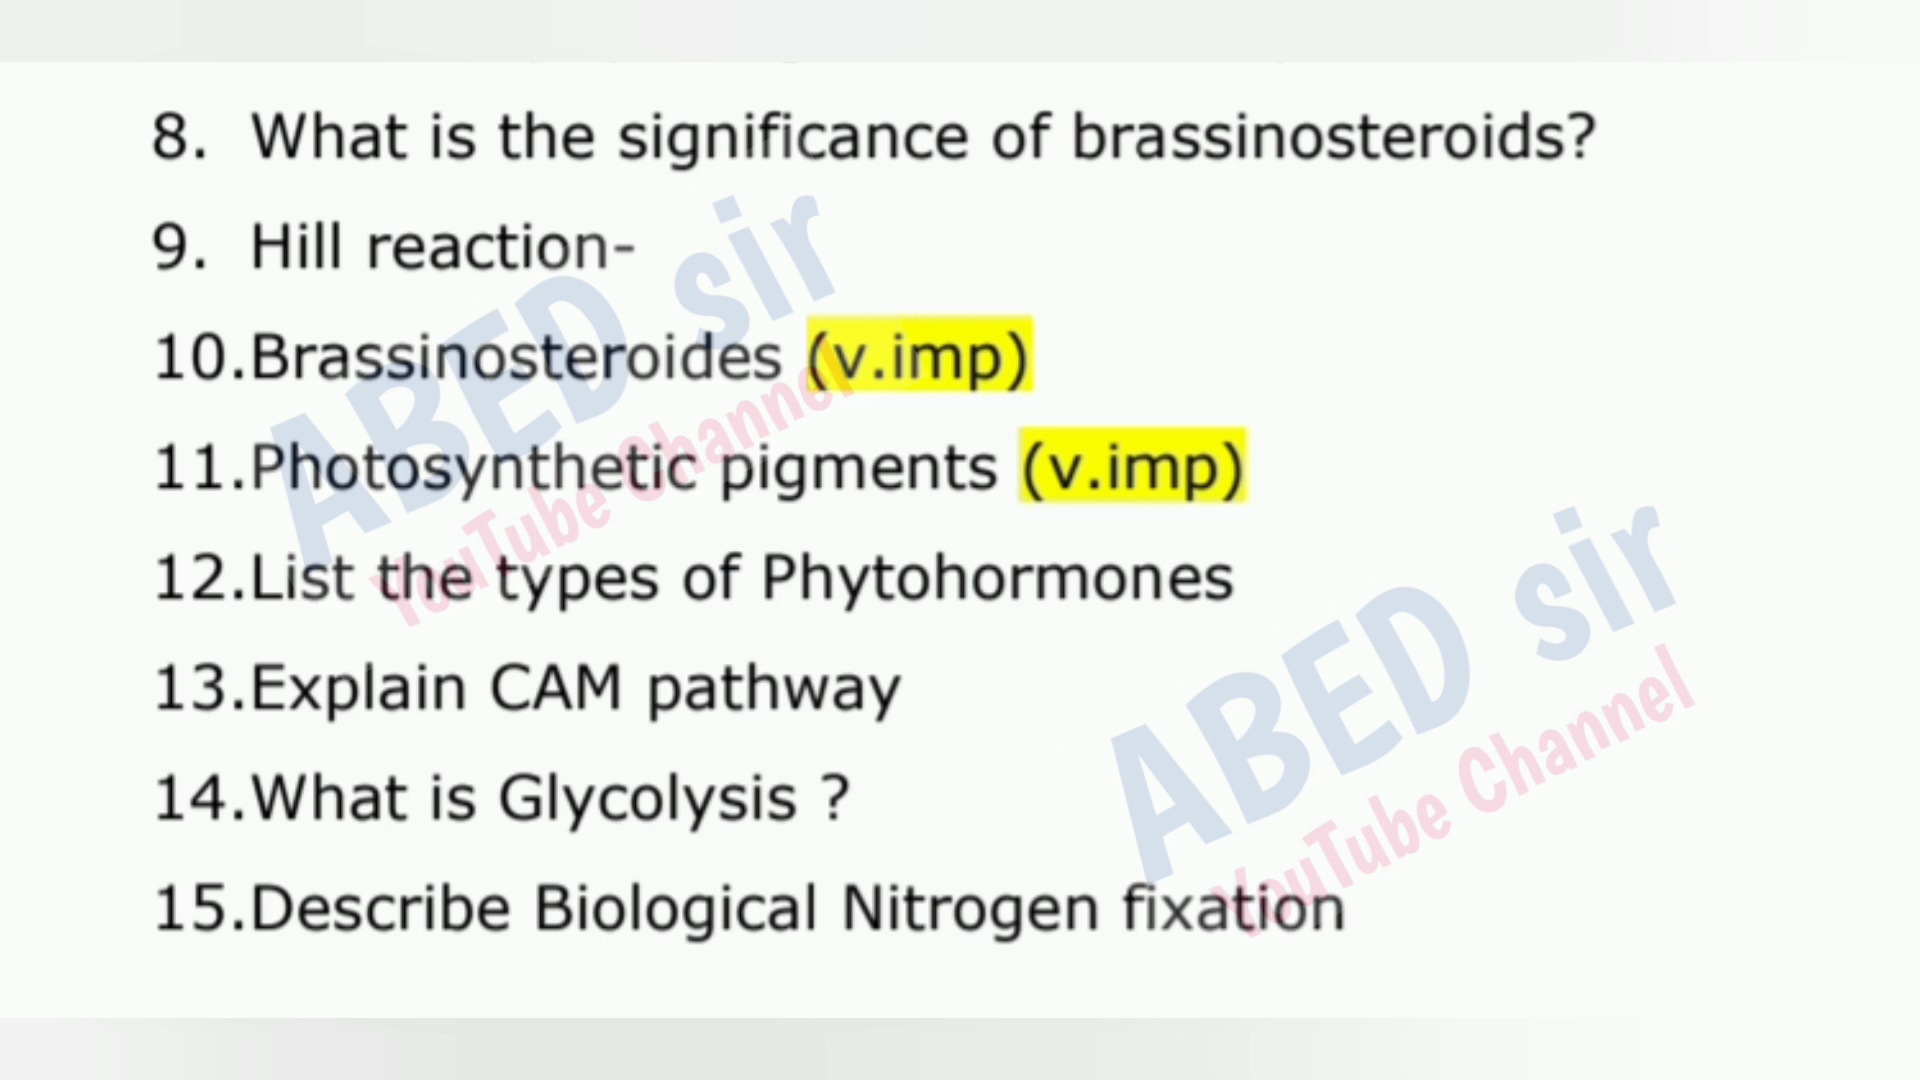 8. What is the significance of brassinosteroids?
9. Hill reaction-
10.Brassinosteroides (v.imp)
11.Photosynthetic pigments (v.imp)
12.List the types of Phytohormones
13.Explain CAM pathway
14.What is Glycolysis ?
15.Describe Biological Nitrogen fixation
ABED sir
YouTube Channel
ABED sir
YouTube Channel